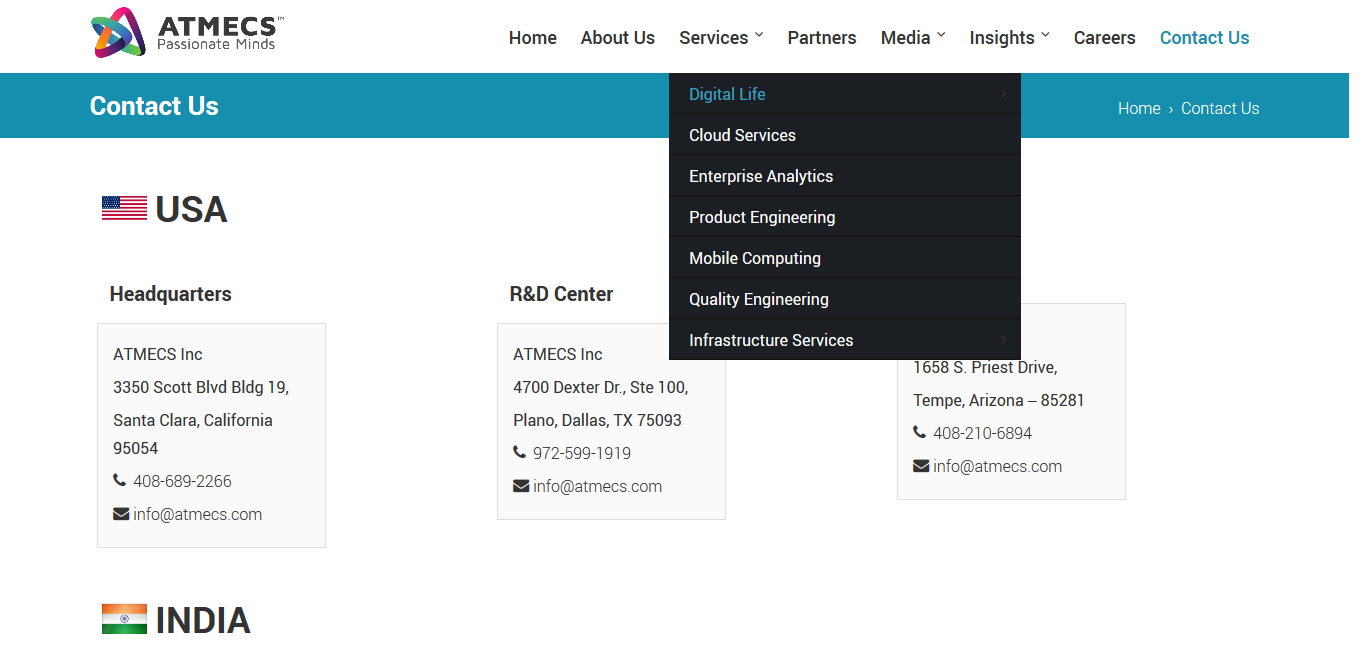 ATMECS™
Passionate Minds
Home
About Us
Services
Partners
Media
Insights
Careers
Contact Us
Contact Us
Home › Contact Us
Digital Life
Cloud Services
Enterprise Analytics
Product Engineering
Mobile Computing
Quality Engineering
Infrastructure Services
USA
Headquarters
ATMECS Inc
3350 Scott Blvd Bldg 19,
Santa Clara, California
95054
408-689-2266
info@atmecs.com
R&D Center
ATMECS Inc
4700 Dexter Dr., Ste 100,
Plano, Dallas, TX 75093
972-599-1919
info@atmecs.com
1658 S. Priest Drive,
Tempe, Arizona – 85281
408-210-6894
info@atmecs.com
INDIA